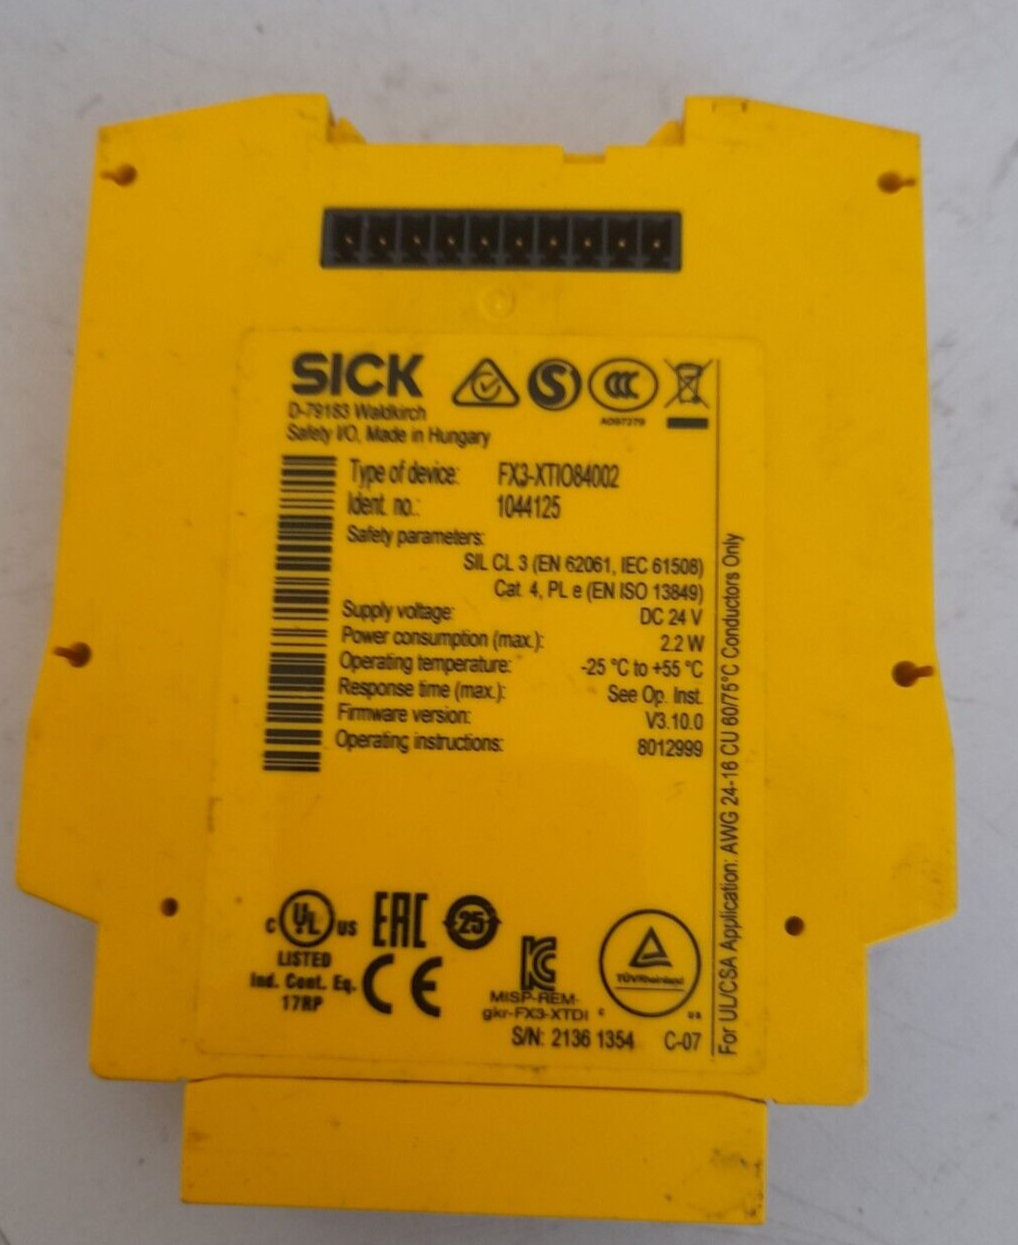 SICK
D-79183 Waldkirch
Safety I/O, Made in Hungary
Type of device: FX3-XTIO84002
Ident. no.: 1044125
Safety parameters:
SIL CL 3 (EN 62061, IEC 61508)
Cat. 4, PL e (EN ISO 13849)
Supply voltage: DC 24 V
Power consumption (max.): 2.2 W
Operating temperature: -25 °C to +55 °C
Response time (max.): See Op. Inst.
Firmware version: V3.10.0
Operating instructions: 8012999
For UL/CSA Application: AWG 24-16 CU 60/75°C Conductors Only
C UL US
LISTED
Ind. Cont. Eq.
17RP
EAC
25
CE
KC
MISP-REM-
gkr-FX3-XTDI
TÜVRheinland
S/N: 2136 1354 C-07